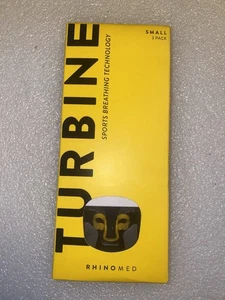 SMALL
3 PACK
TURBINE
SPORTS BREATHING TECHNOLOGY
RHINOMED